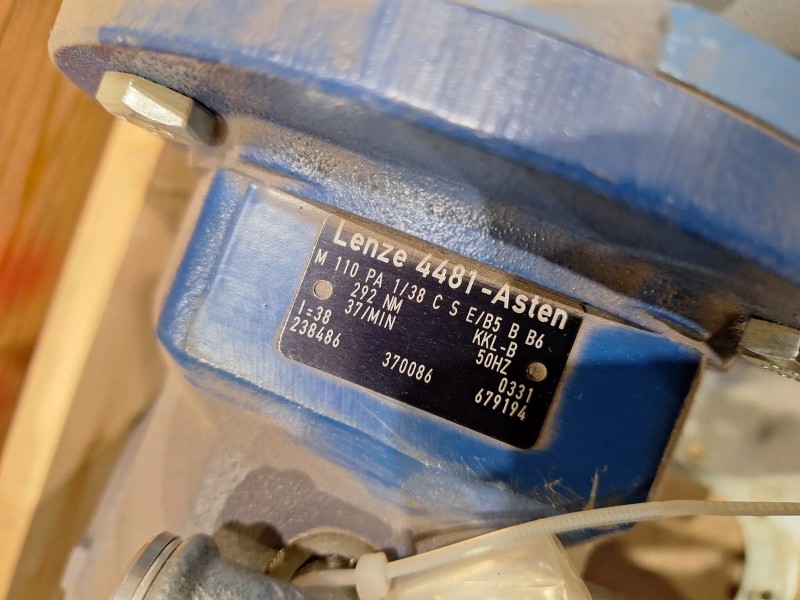 Lenze 4481-Asten
M 110 PA 1/38 C S E/B5 B B6
292 NM KKL-B
I=38 37/MIN 50HZ
238486 370086 0331
679194